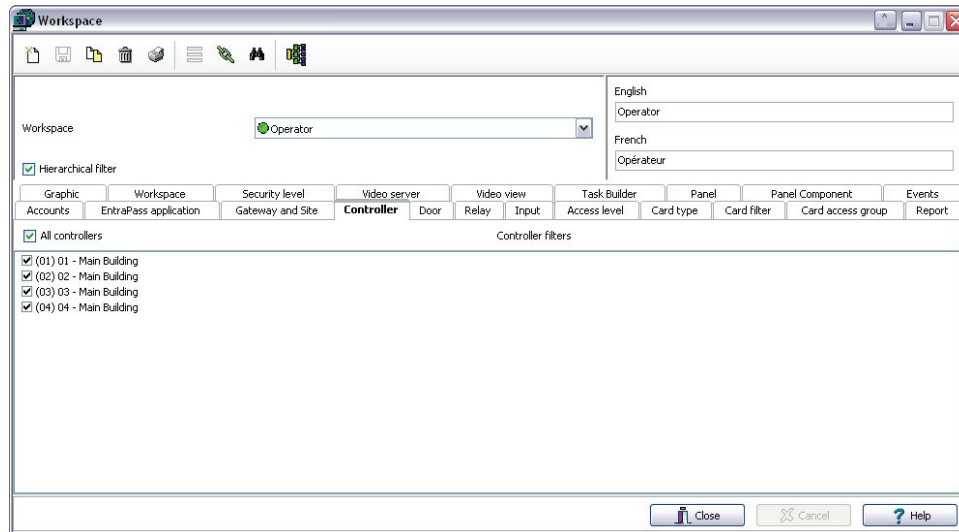 Workspace
English
Operator
Workspace
Operator
French
Opérateur
Hierarchical filter
Graphic Workspace Security level Video server Video view Task Builder Panel Panel Component Events
Accounts EntraPass application Gateway and Site Controller Door Relay Input Access level Card type Card filter Card access group Report
All controllers Controller filters
(01) 01 - Main Building
(02) 02 - Main Building
(03) 03 - Main Building
(04) 04 - Main Building
Close Cancel ? Help